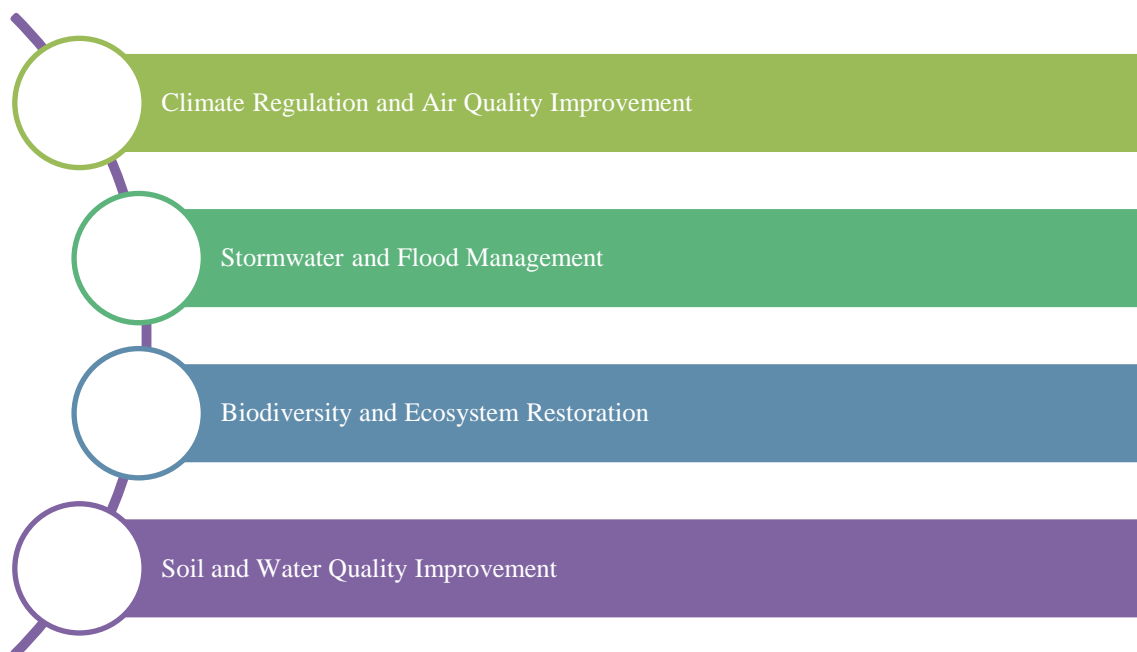 Climate Regulation and Air Quality Improvement
Stormwater and Flood Management
Biodiversity and Ecosystem Restoration
Soil and Water Quality Improvement